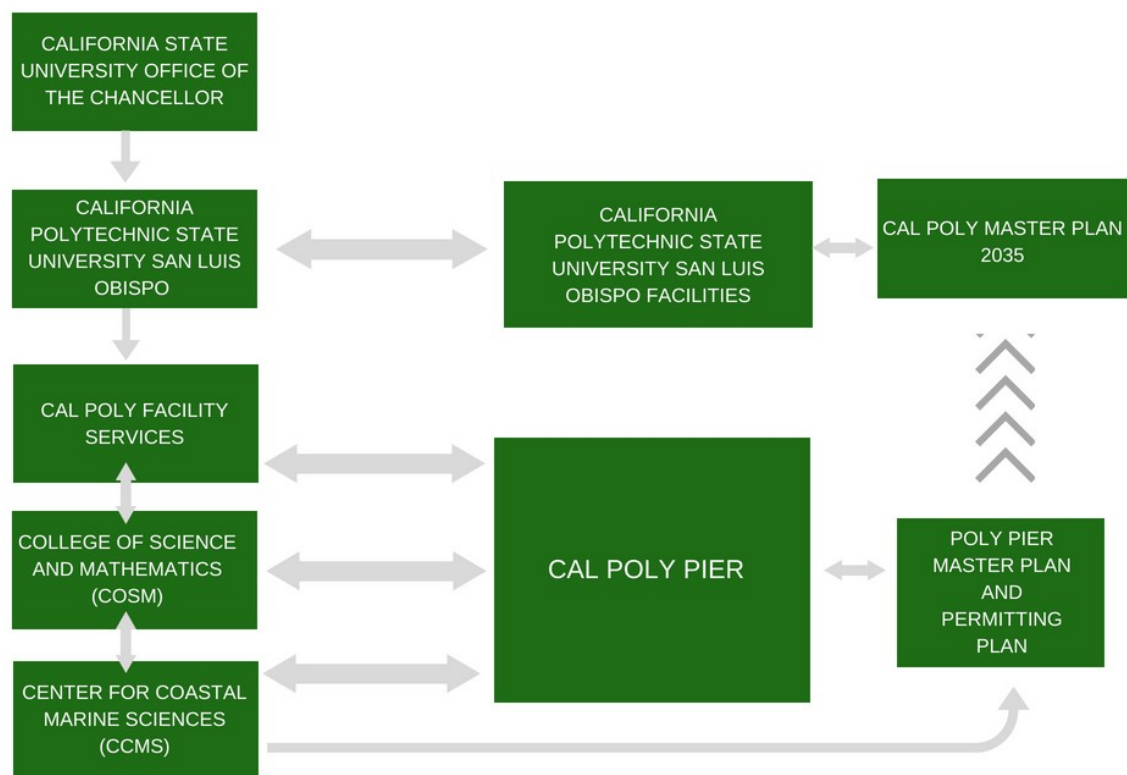 CALIFORNIA STATE
UNIVERSITY OFFICE OF
THE CHANCELLOR
CALIFORNIA
POLYTECHNIC STATE
UNIVERSITY SAN LUIS
OBISPO
CALIFORNIA
POLYTECHNIC STATE
UNIVERSITY SAN LUIS
OBISPO FACILITIES
CAL POLY MASTER PLAN
2035
CAL POLY FACILITY
SERVICES
COLLEGE OF SCIENCE
AND MATHEMATICS
(COSM)
CENTER FOR COASTAL
MARINE SCIENCES
(CCMS)
CAL POLY PIER
POLY PIER
MASTER PLAN
AND
PERMITTING
PLAN